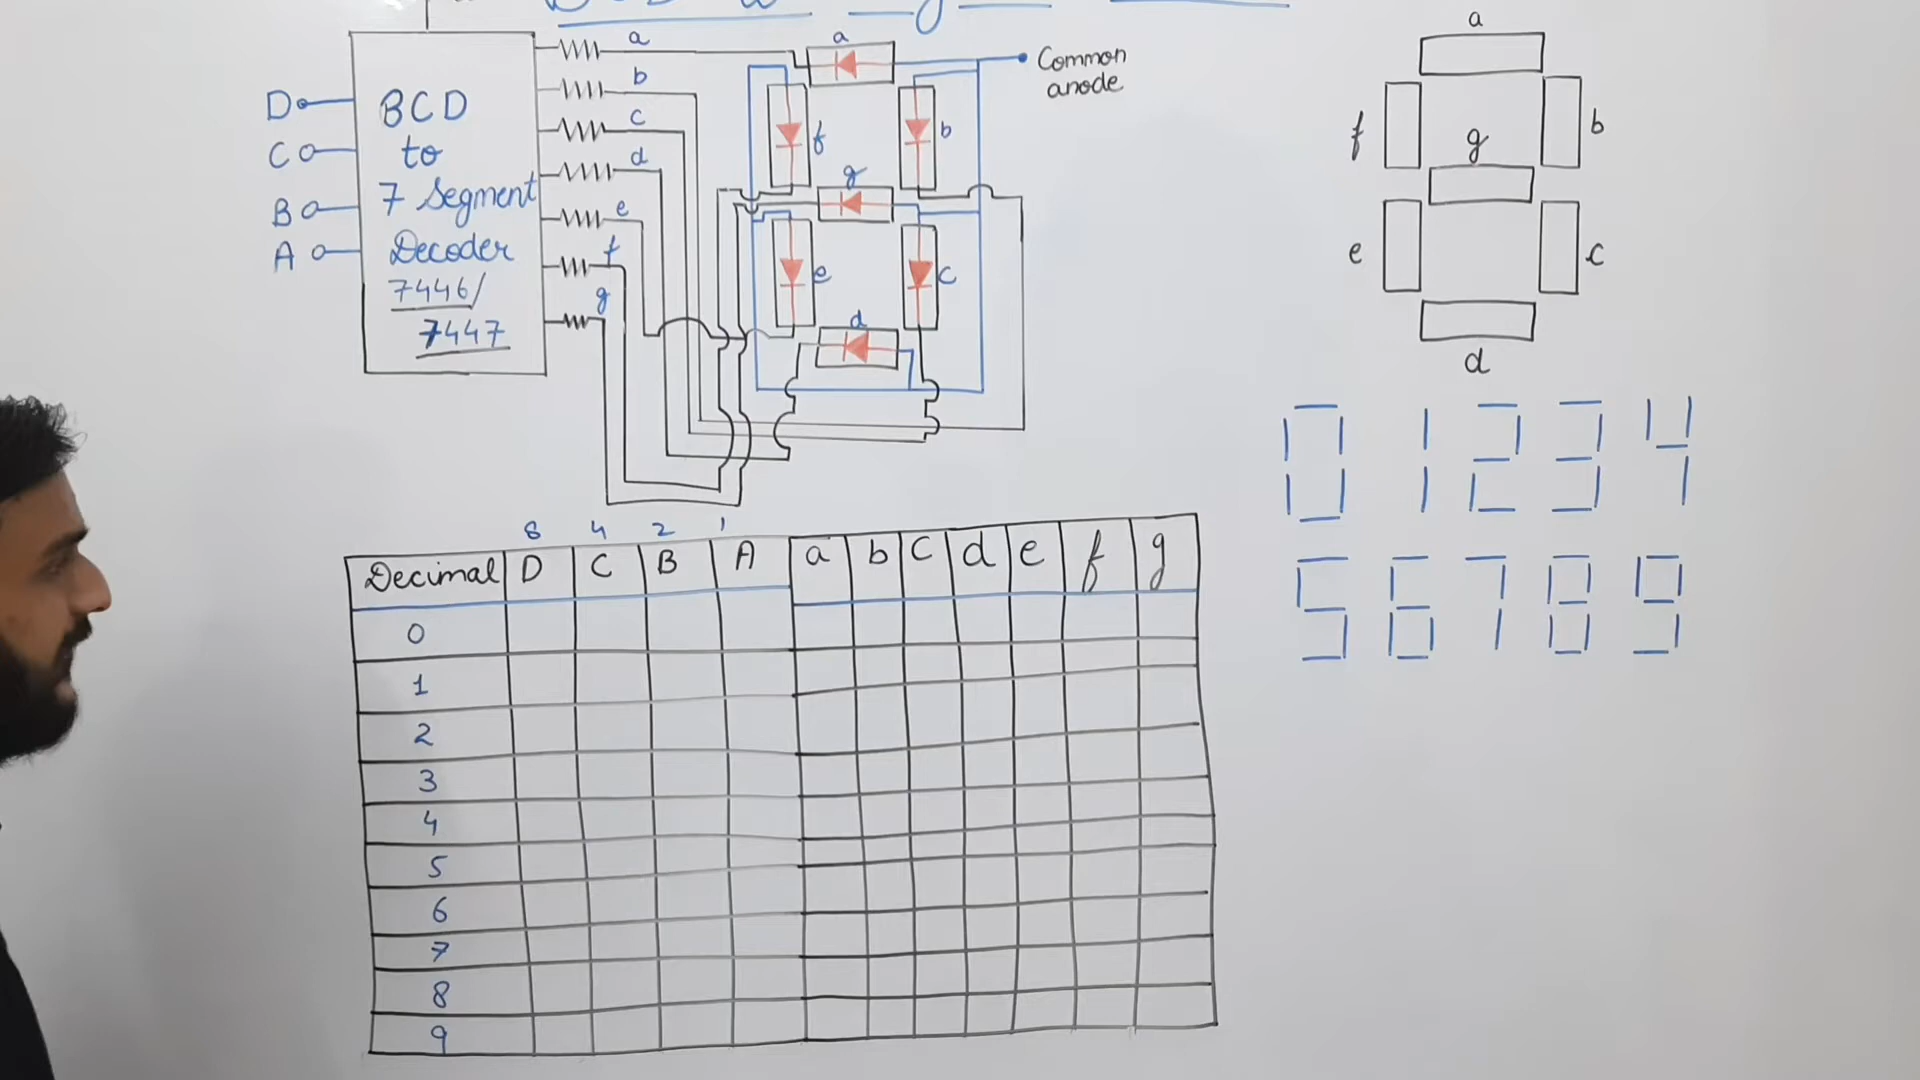 D
C
B
A
BCD
to
7 Segment
Decoder
7446/
7447
a
b
c
d
e
f
g
a
f
b
g
e
c
d
Common
anode
a
f
b
g
e
c
d
0 1 2 3 4
5 6 7 8 9
8 4 2 1
Decimal D C B A a b c d e f g
0
1
2
3
4
5
6
7
8
9